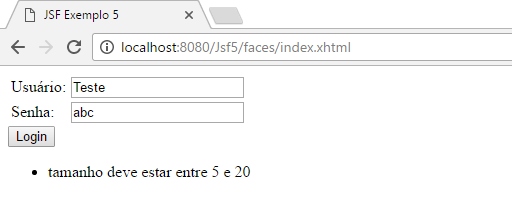 JSF Exemplo 5
localhost:8080/Jsf5/faces/index.xhtml
Usuário: Teste
Senha: abc
Login
tamanho deve estar entre 5 e 20